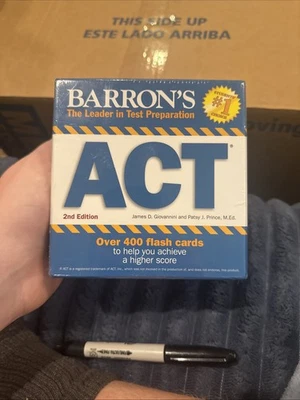 THIS SIDE UP
ESTE LADO ARRIBA
BARRON'S
The Leader in Test Preparation
#1
ACT®
2nd Edition
James D. Giovannini and Patsy J. Prince, M.Ed.
Over 400 flash cards
to help you achieve
a higher score